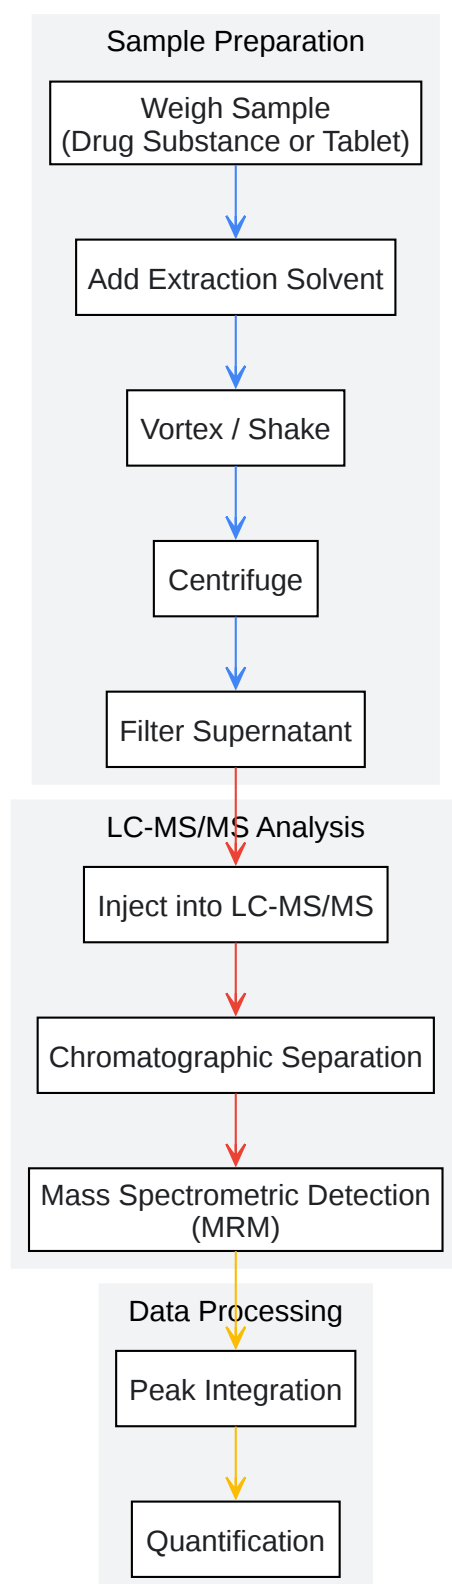 Sample Preparation
Weigh Sample
(Drug Substance or Tablet)
Add Extraction Solvent
Vortex / Shake
Centrifuge
Filter Supernatant
LC-MS/MS Analysis
Inject into LC-MS/MS
Chromatographic Separation
Mass Spectrometric Detection
(MRM)
Data Processing
Peak Integration
Quantification